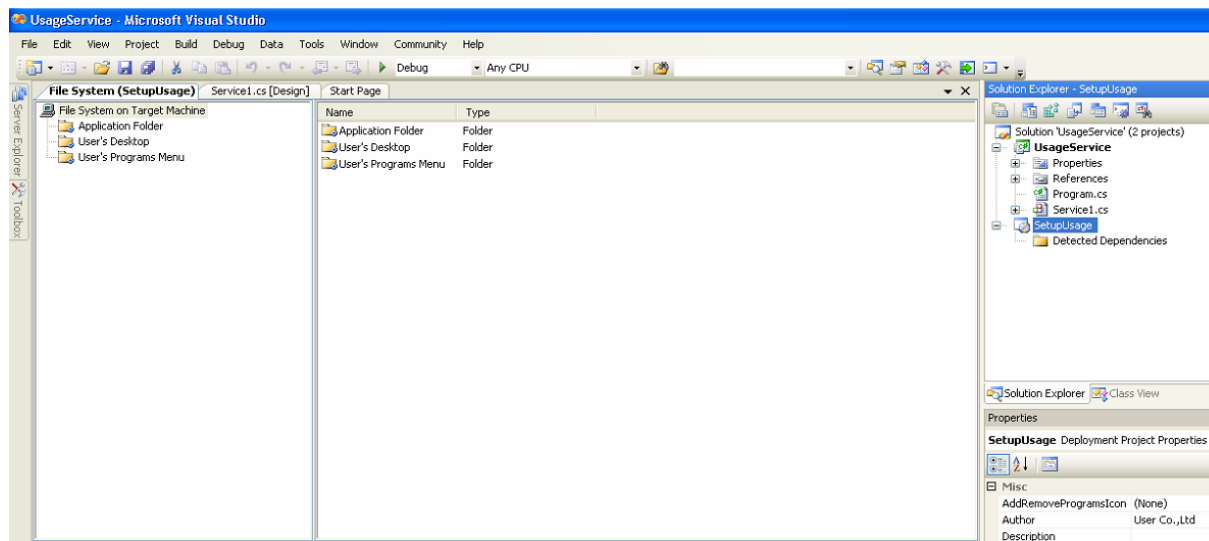 UsageService - Microsoft Visual Studio
File Edit View Project Build Debug Data Tools Window Community Help
Debug Any CPU
File System (SetupUsage) Service1.cs [Design] Start Page
Server Explorer
Toolbox
File System on Target Machine
Application Folder
User's Desktop
User's Programs Menu
Name Type
Application Folder Folder
User's Desktop Folder
User's Programs Menu Folder
Solution Explorer - SetupUsage
Solution 'UsageService' (2 projects)
UsageService
Properties
References
Program.cs
Service1.cs
SetupUsage
Detected Dependencies
Solution Explorer Class View
Properties
SetupUsage Deployment Project Properties
Misc
AddRemoveProgramsIcon (None)
Author User Co.,Ltd
Description